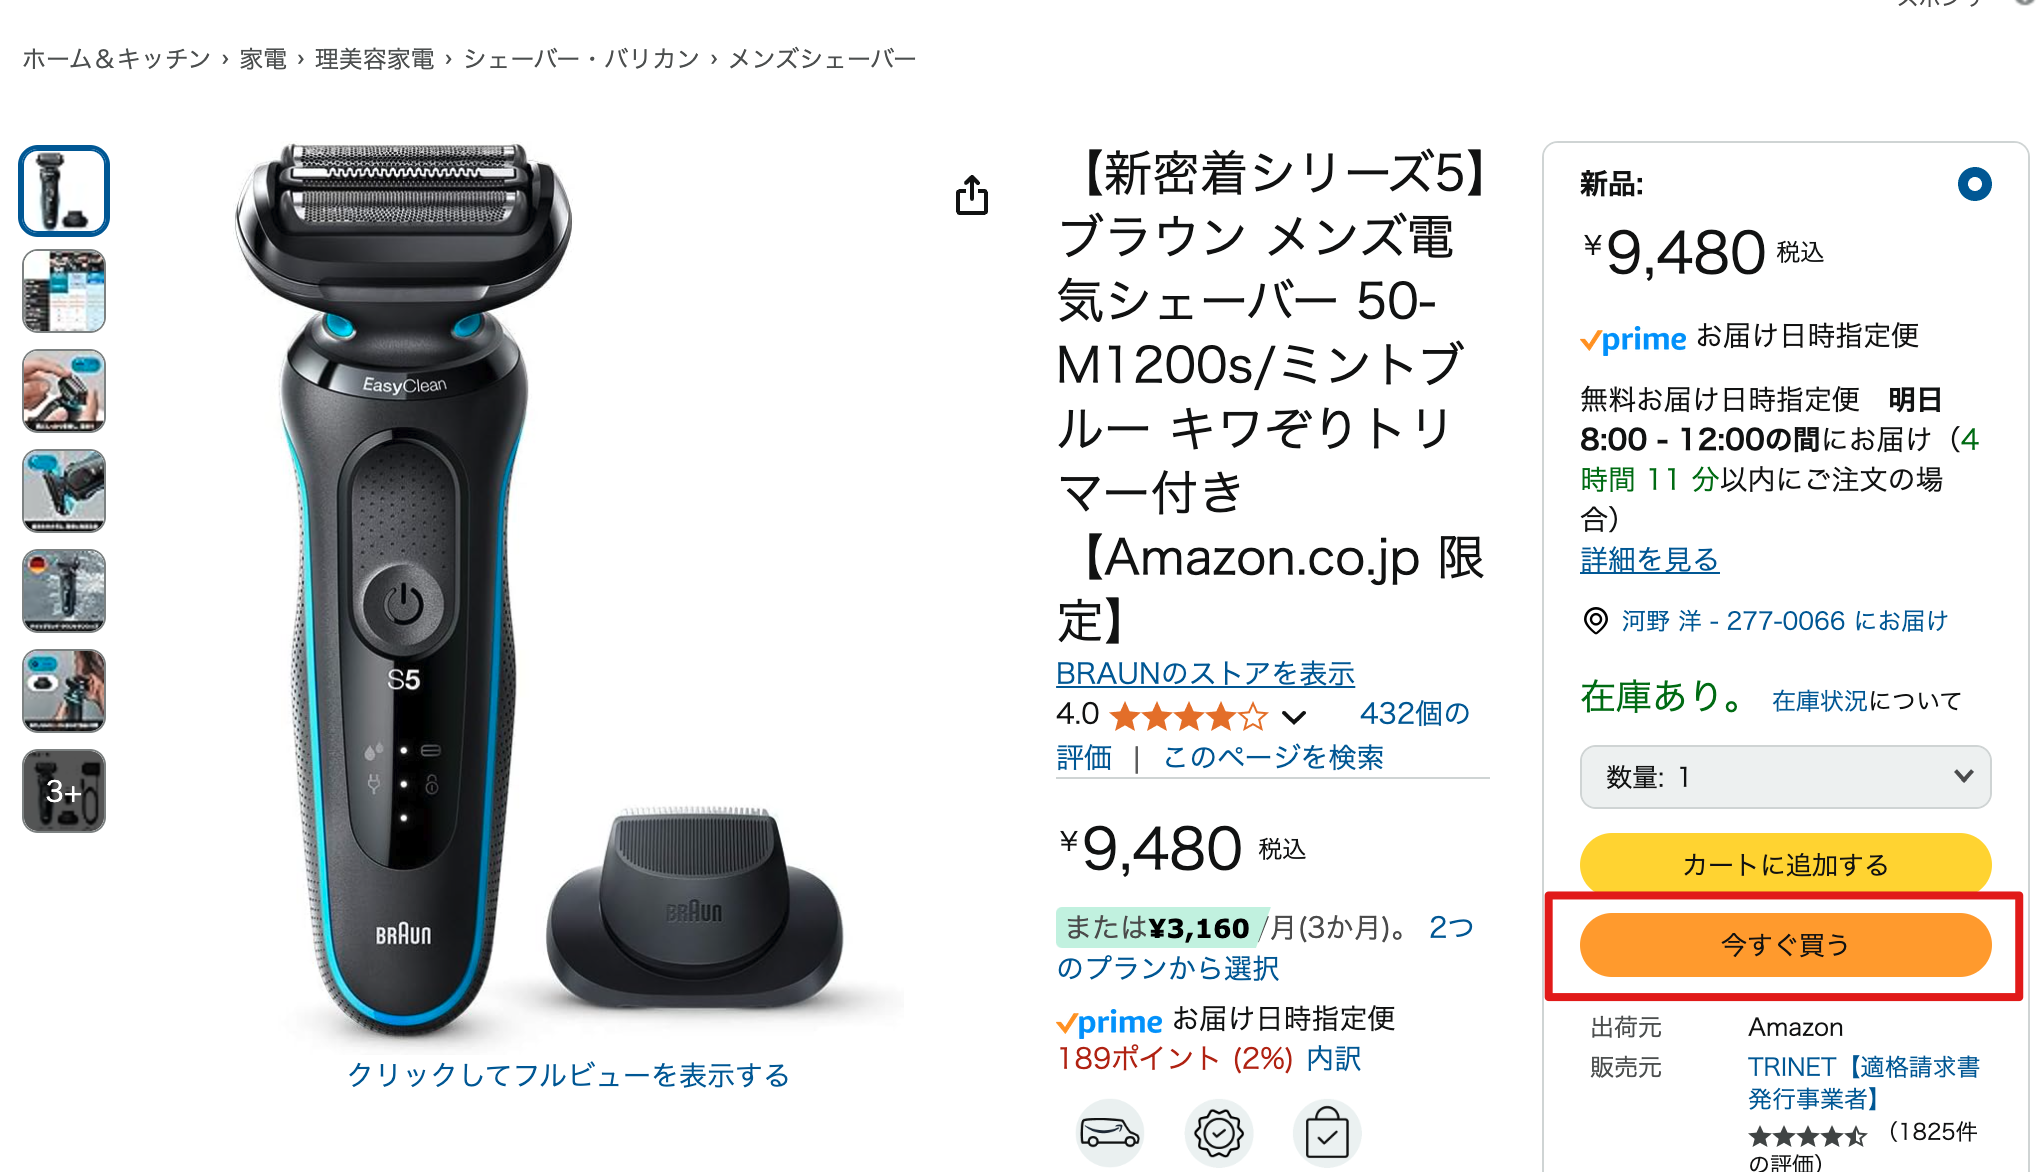 ホーム＆キッチン › 家電 › 理美容家電 › シェーバー・バリカン › メンズシェーバー
3+
EasyClean
S5
BRAUN
BRAUN
クリックしてフルビューを表示する
【新密着シリーズ5】
ブラウン メンズ電
気シェーバー 50-
M1200s/ミントブ
ルー キワぞりトリ
マー付き
【Amazon.co.jp 限
定】
BRAUNのストアを表示
4.0 432個の
評価 | このページを検索
¥9,480 税込
または¥3,160/月(3か月)。 2つ
のプランから選択
prime お届け日時指定便
189ポイント (2%) 内訳
新品:
¥9,480 税込
prime お届け日時指定便
無料お届け日時指定便 明日
8:00 - 12:00の間にお届け（4
時間 11 分以内にご注文の場
合）
詳細を見る
河野 洋 - 277-0066 にお届け
在庫あり。 在庫状況について
数量: 1
カートに追加する
今すぐ買う
出荷元 Amazon
販売元 TRINET【適格請求書
発行事業者】
（1825件
の評価）